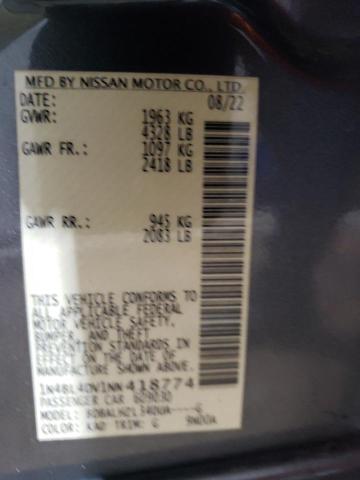 MFD BY NISSAN MOTOR CO., LTD.
DATE: 08/22
GVWR: 1963 KG
4328 LB
GAWR FR.: 1097 KG
2418 LB
GAWR RR.: 945 KG
2083 LB
THIS VEHICLE CONFORMS TO
ALL APPLICABLE FEDERAL
MOTOR VEHICLE SAFETY,
BUMPER, AND THEFT
PREVENTION STANDARDS
IN EFFECT ON THE DATE OF
MANUFACTURE SHOWN ABOVE.
1N4BL4DV1NN418774
PASSENGER CAR
MODEL:
COLOR: KAD TRIM: G